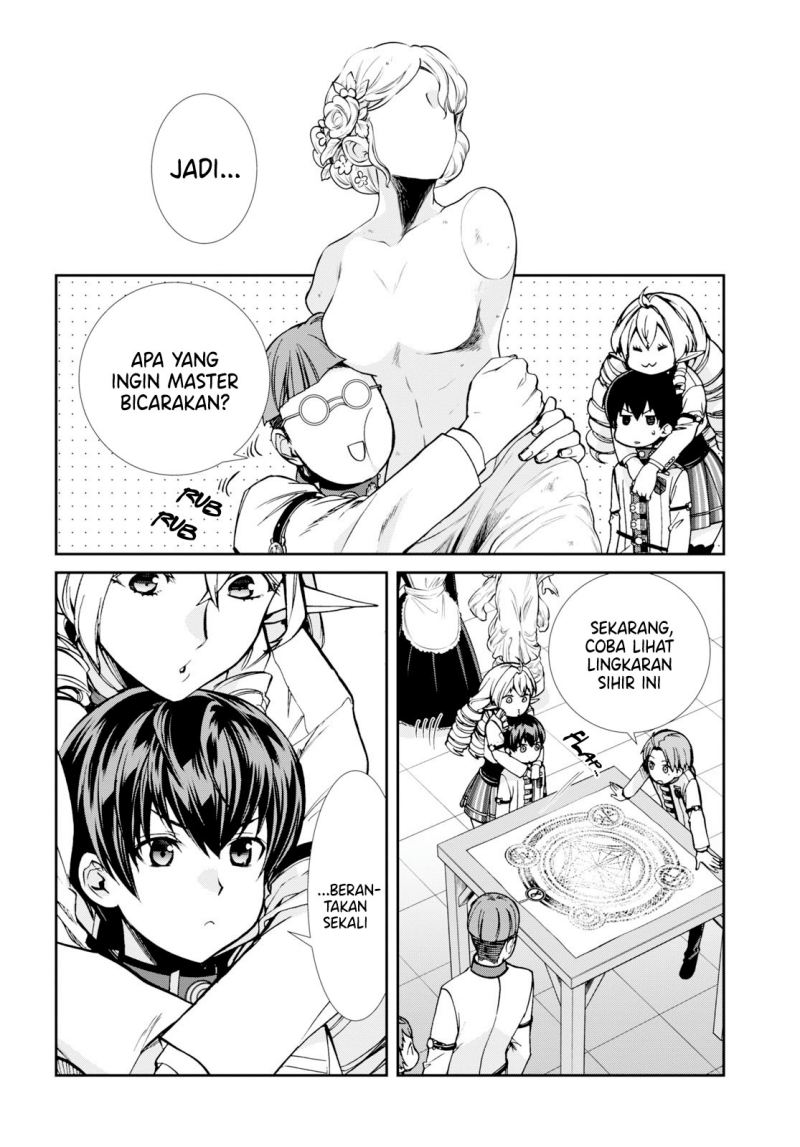 JADI...
APA YANG
INGIN MASTER
BICARAKAN?
RUB
RUB
SEKARANG,
COBA LIHAT
LINGKARAN
SIHIR INI
FLAP..
...BERAN-
TAKAN
SEKALI